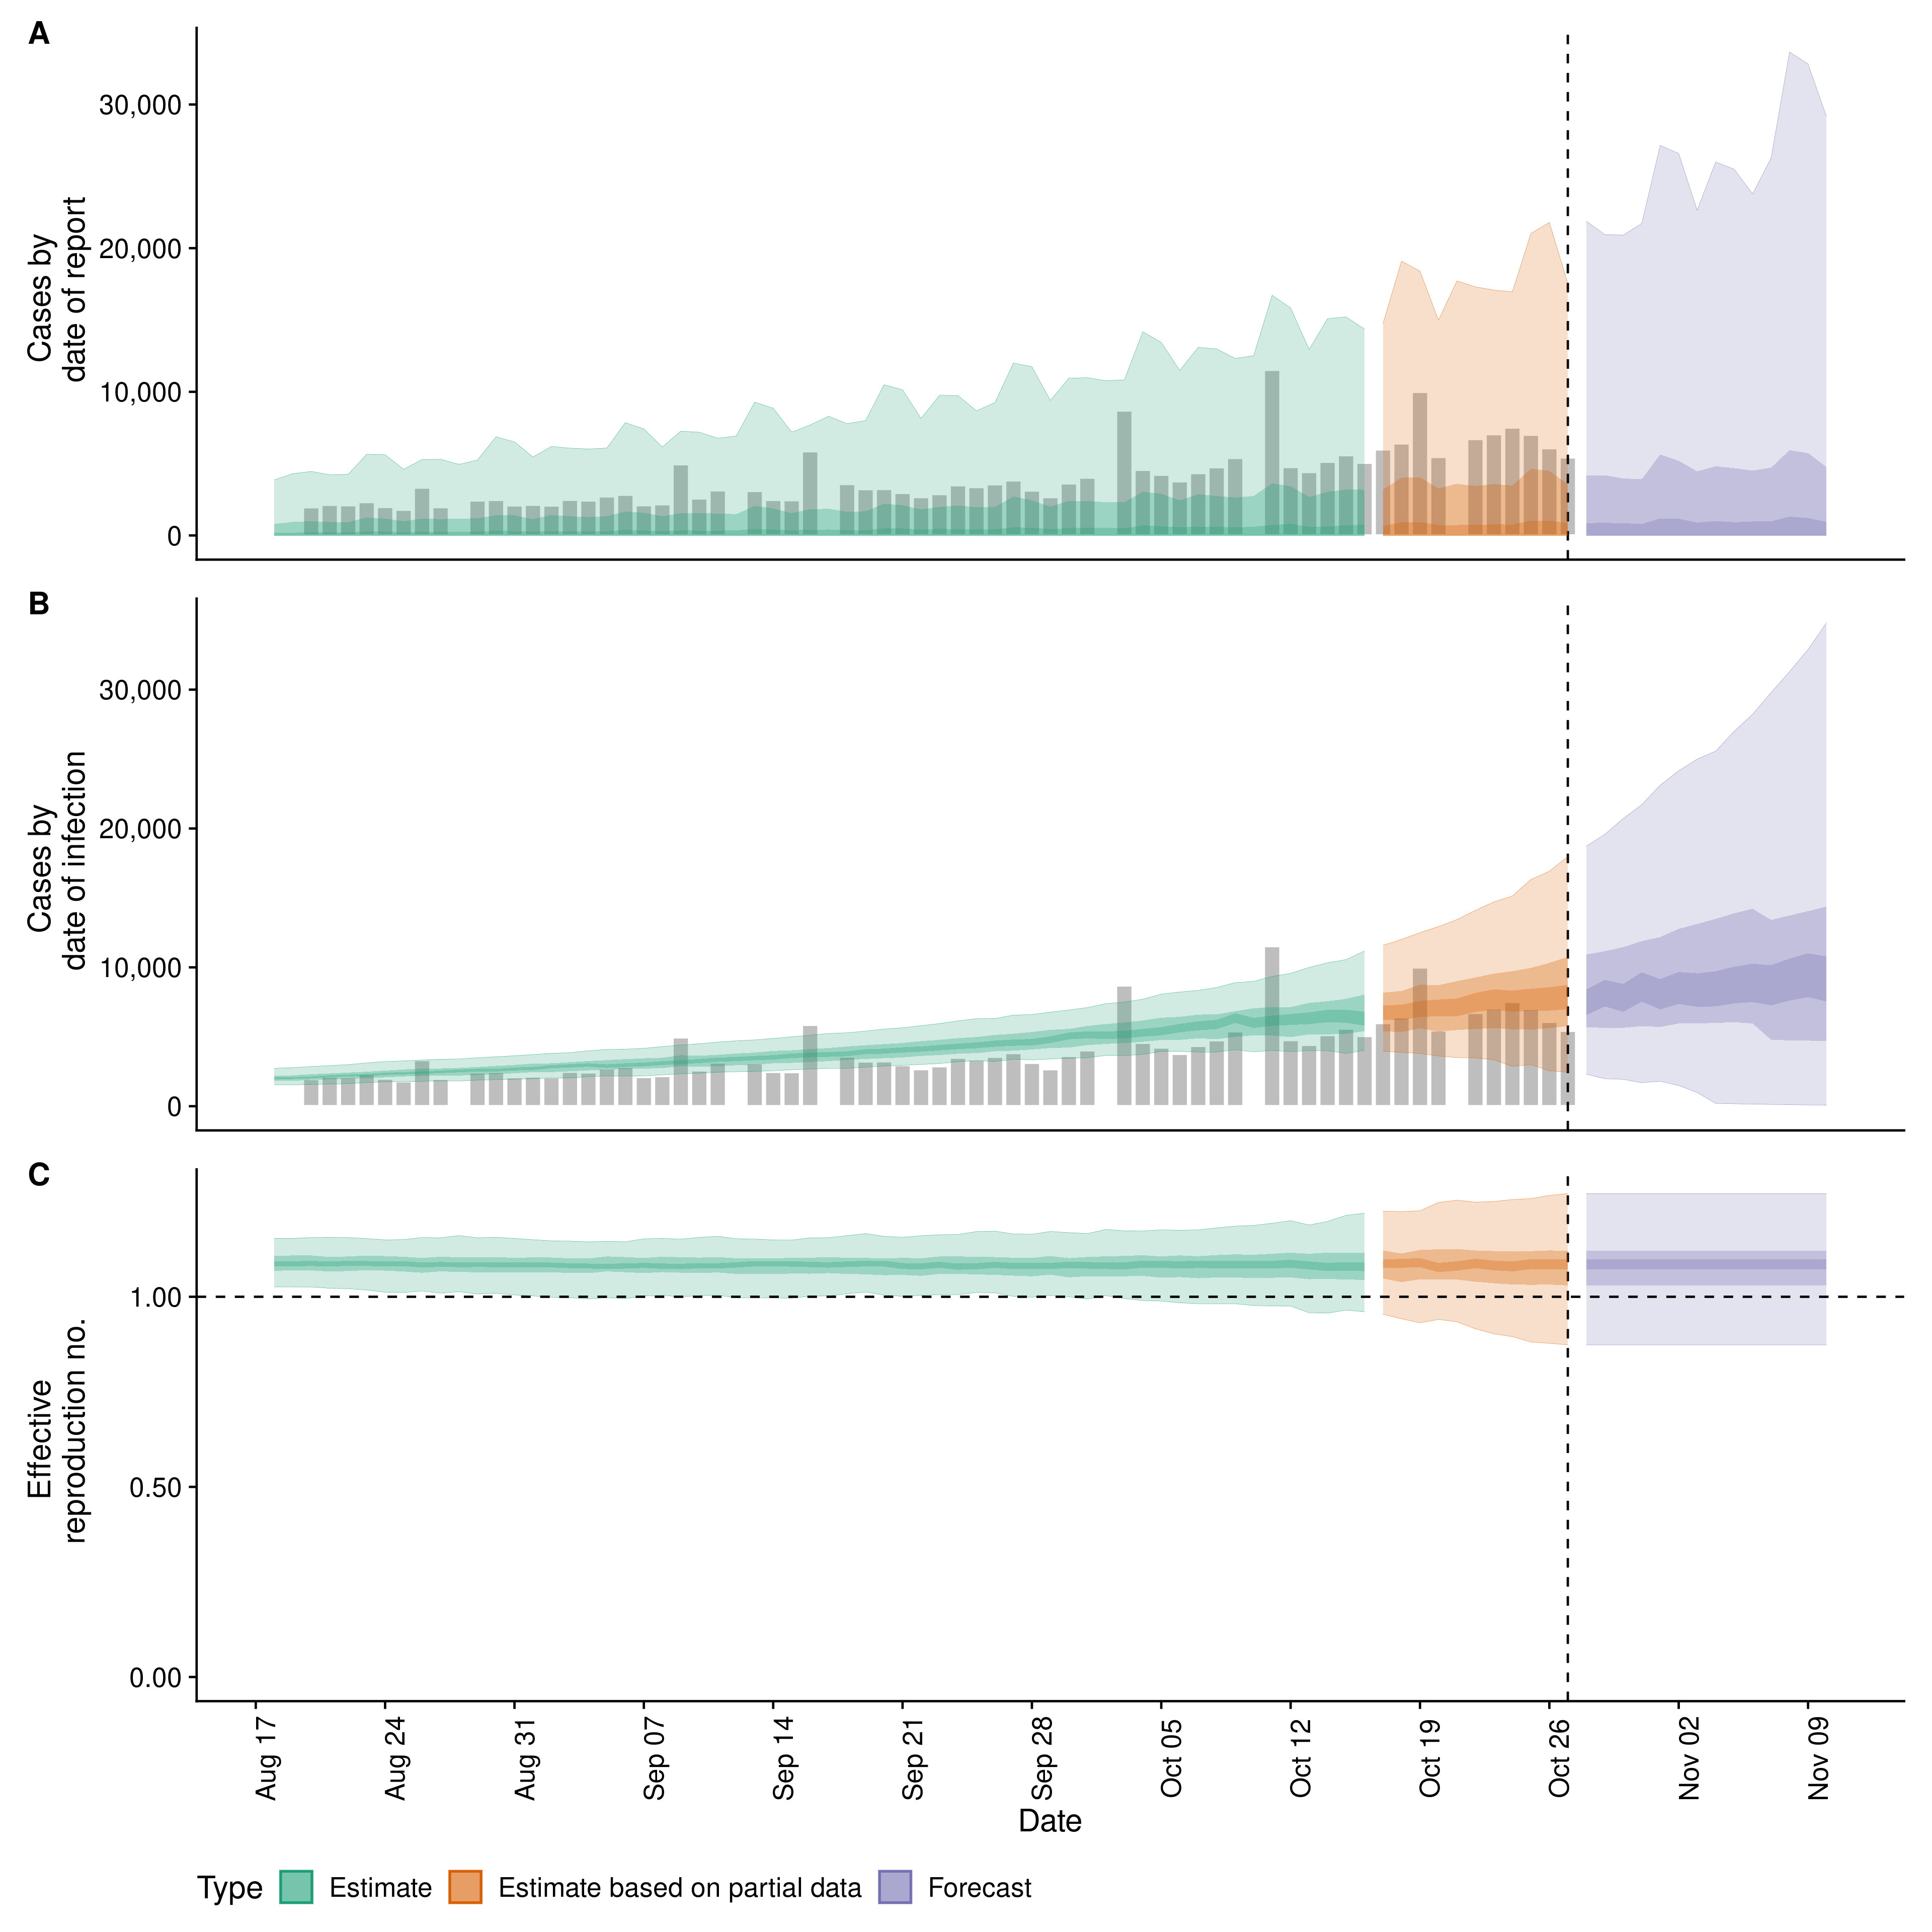 A
Cases by
date of report
30,000
20,000
10,000
0
B
Cases by
date of infection
30,000
20,000
10,000
0
C
Effective
reproduction no.
1.00
0.50
0.00
Aug 17
Aug 24
Aug 31
Sep 07
Sep 14
Sep 21
Sep 28
Oct 05
Oct 12
Oct 19
Oct 26
Nov 02
Nov 09
Date
Type Estimate Estimate based on partial data Forecast